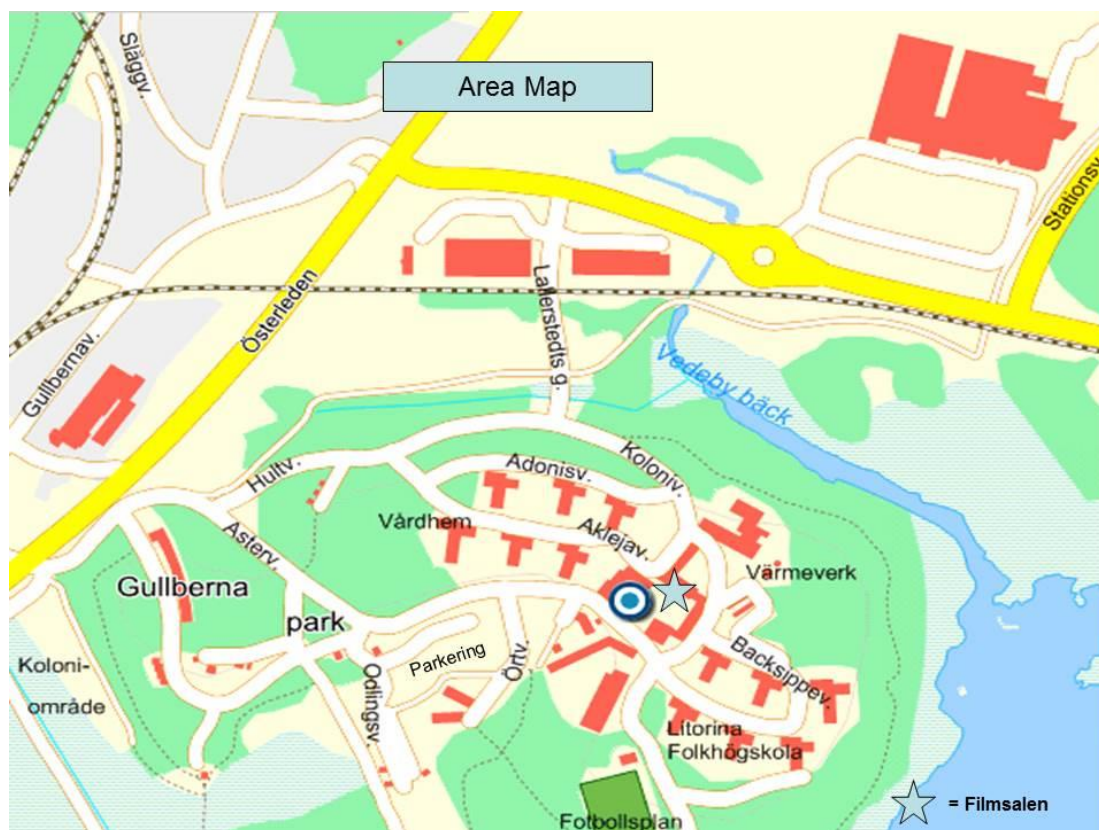 Släggv.
Area Map
Stationsv
Österleden
Lallerstedts g.
Gullbernav.
Vedeby bäck
Koloniv.
Hultv.
Adonisv.
Vårdhem
Aklejav.
Asterv.
Värmeverk
Gullberna
park
Koloni-
område
Parkering
Örtv.
Odlingsv.
Backsippev.
Litorina
Folkhögskola
= Filmsalen
Fotbollsplan